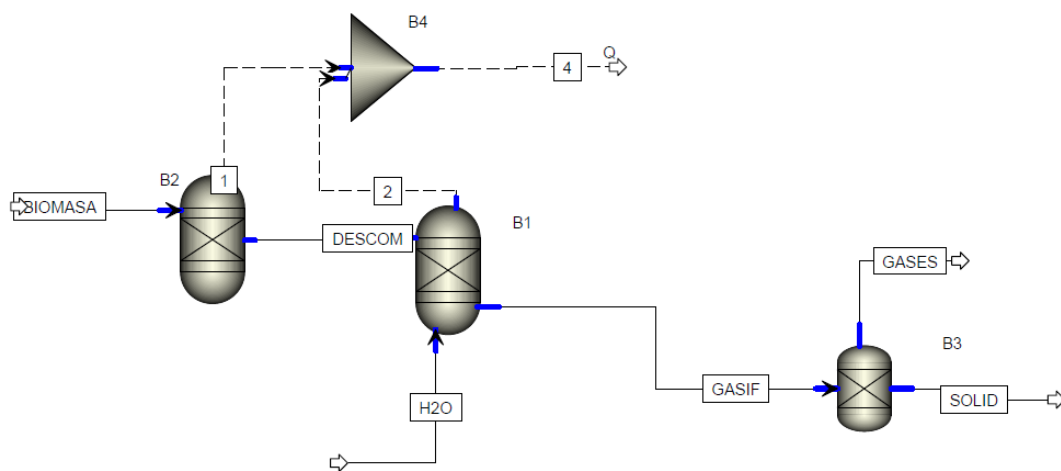 B4
Q
4
B2
1
BIOMASA
2
B1
DESCOM
GASES
B3
GASIF
SOLID
H2O